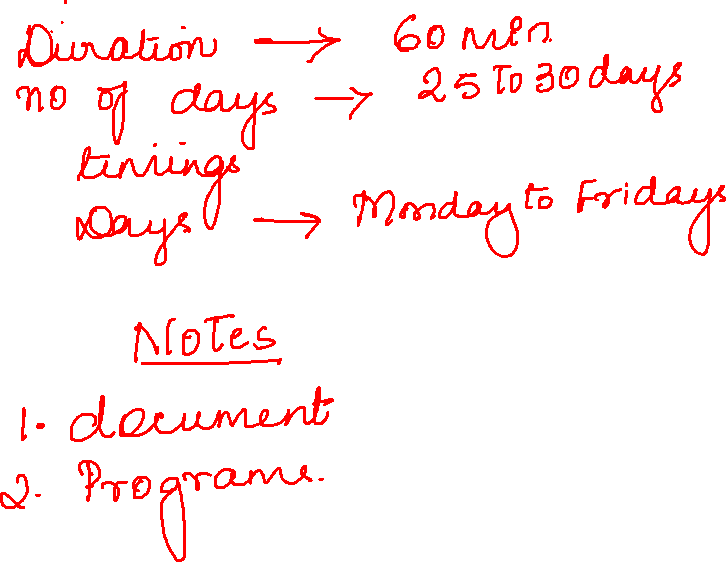 Duration → 60 min
no of days → 25 To 30 days
timings
Days → Monday to Fridays
Notes
1. document
2. Programs.